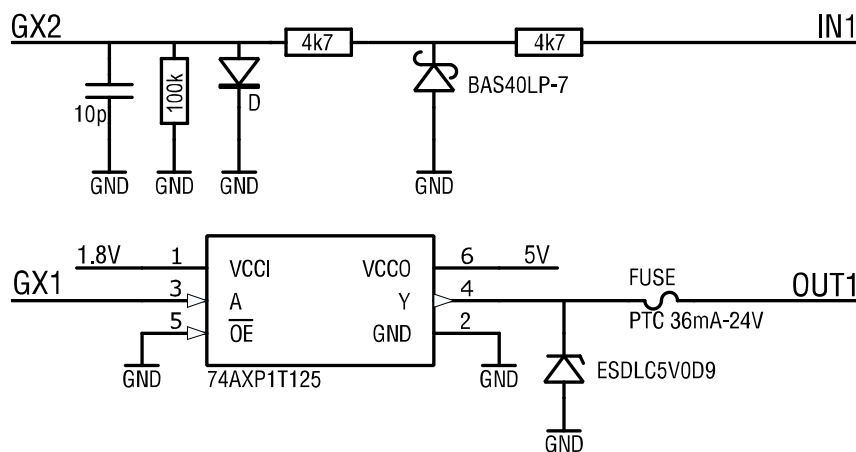 GX2
4k7
4k7
IN1
10p
100k
D
BAS40LP-7
GND
GND
GND
GND
1.8V
1
VCCI
VCCO
6
5V
GX1
3
A
Y
4
FUSE
OUT1
5
OE
GND
2
PTC 36mA-24V
GND
74AXP1T125
GND
ESDLC5V0D9
GND